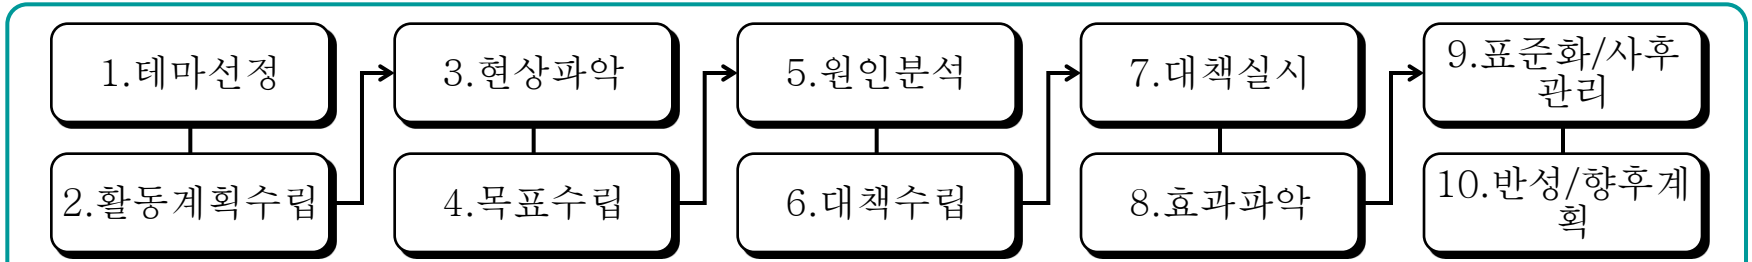 1.테마선정
2.활동계획수립
3.현상파악
4.목표수립
5.원인분석
6.대책수립
7.대책실시
8.효과파악
9.표준화/사후
관리
10.반성/향후계
획